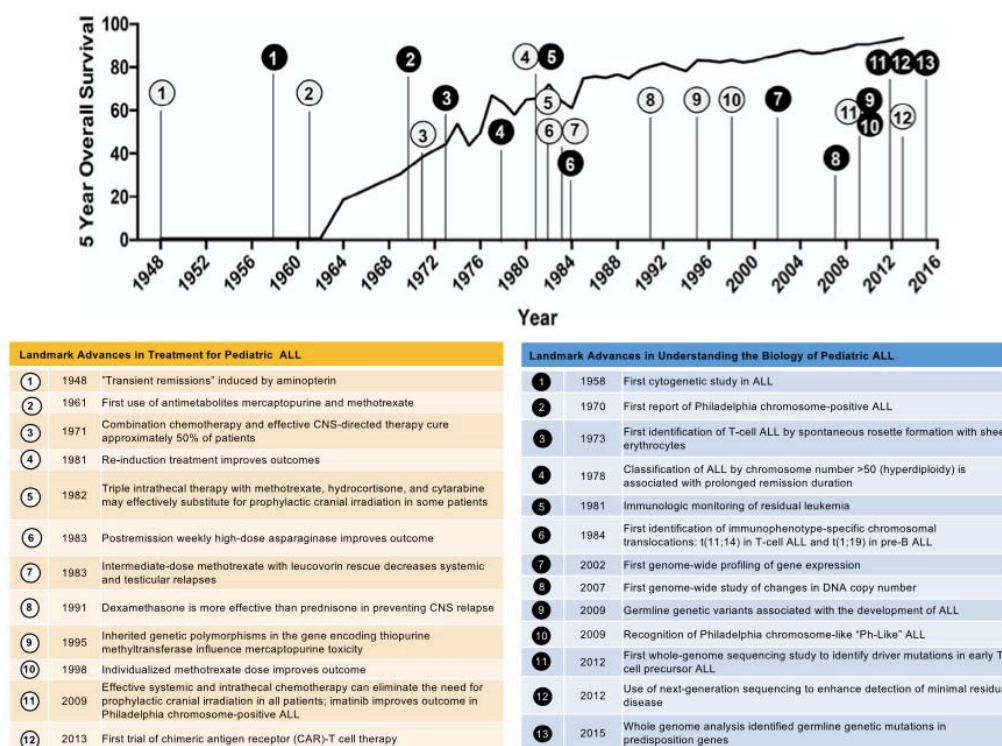 5 Year Overall Survival
100
80
60
40
20
0
1 1 2 2 3 3 4 4 5 5 6 6 7 8 9 10 7 8 11 9 10 11 12 12 13
1948 1952 1956 1960 1964 1968 1972 1976 1980 1984 1988 1992 1996 2000 2004 2008 2012 2016
Year
Landmark Advances in Treatment for Pediatric ALL
1 1948 "Transient remissions" induced by aminopterin
2 1961 First use of antimetabolites mercaptopurine and methotrexate
3 1971 Combination chemotherapy and effective CNS-directed therapy cure
approximately 50% of patients
4 1981 Re-induction treatment improves outcomes
5 1982 Triple intrathecal therapy with methotrexate, hydrocortisone, and cytarabine
may effectively substitute for prophylactic cranial irradiation in some patients
6 1983 Postremission weekly high-dose asparaginase improves outcome
7 1983 Intermediate-dose methotrexate with leucovorin rescue decreases systemic
and testicular relapses
8 1991 Dexamethasone is more effective than prednisone in preventing CNS relapse
9 1995 Inherited genetic polymorphisms in the gene encoding thiopurine
methyltransferase influence mercaptopurine toxicity
10 1998 Individualized methotrexate dose improves outcome
11 2009 Effective systemic and intrathecal chemotherapy can eliminate the need for
prophylactic cranial irradiation in all patients; imatinib improves outcome in
Philadelphia chromosome-positive ALL
12 2013 First trial of chimeric antigen receptor (CAR)-T cell therapy
Landmark Advances in Understanding the Biology of Pediatric ALL
1 1958 First cytogenetic study in ALL
2 1970 First report of Philadelphia chromosome-positive ALL
3 1973 First identification of T-cell ALL by spontaneous rosette formation with
erythrocytes
4 1978 Classification of ALL by chromosome number >50 (hyperdiploidy) is
associated with prolonged remission duration
5 1981 Immunologic monitoring of residual leukemia
6 1984 First identification of immunophenotype-specific chromosomal
translocations: t(11;14) in T-cell ALL and t(1;19) in pre-B ALL
7 2002 First genome-wide profiling of gene expression
8 2007 First genome-wide study of changes in DNA copy number
9 2009 Germline genetic variants associated with the development of ALL
10 2009 Recognition of Philadelphia chromosome-like "Ph-Like" ALL
11 2012 First whole-genome sequencing study to identify driver mutations in early
cell precursor ALL
12 2012 Use of next-generation sequencing to enhance detection of minimal
disease
13 2015 Whole genome analysis identified germline genetic mutations in
predisposition genes